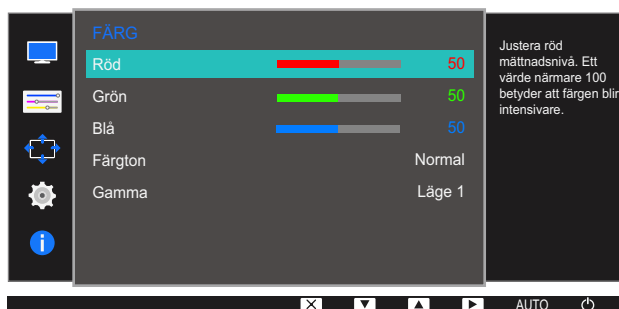 FÄRG
Röd 50
Grön 50
Blå 50
Färgton Normal
Gamma Läge 1
Justera röd
mättnadsnivå. Ett
värde närmare 100
betyder att färgen blir
intensivare.
AUTO